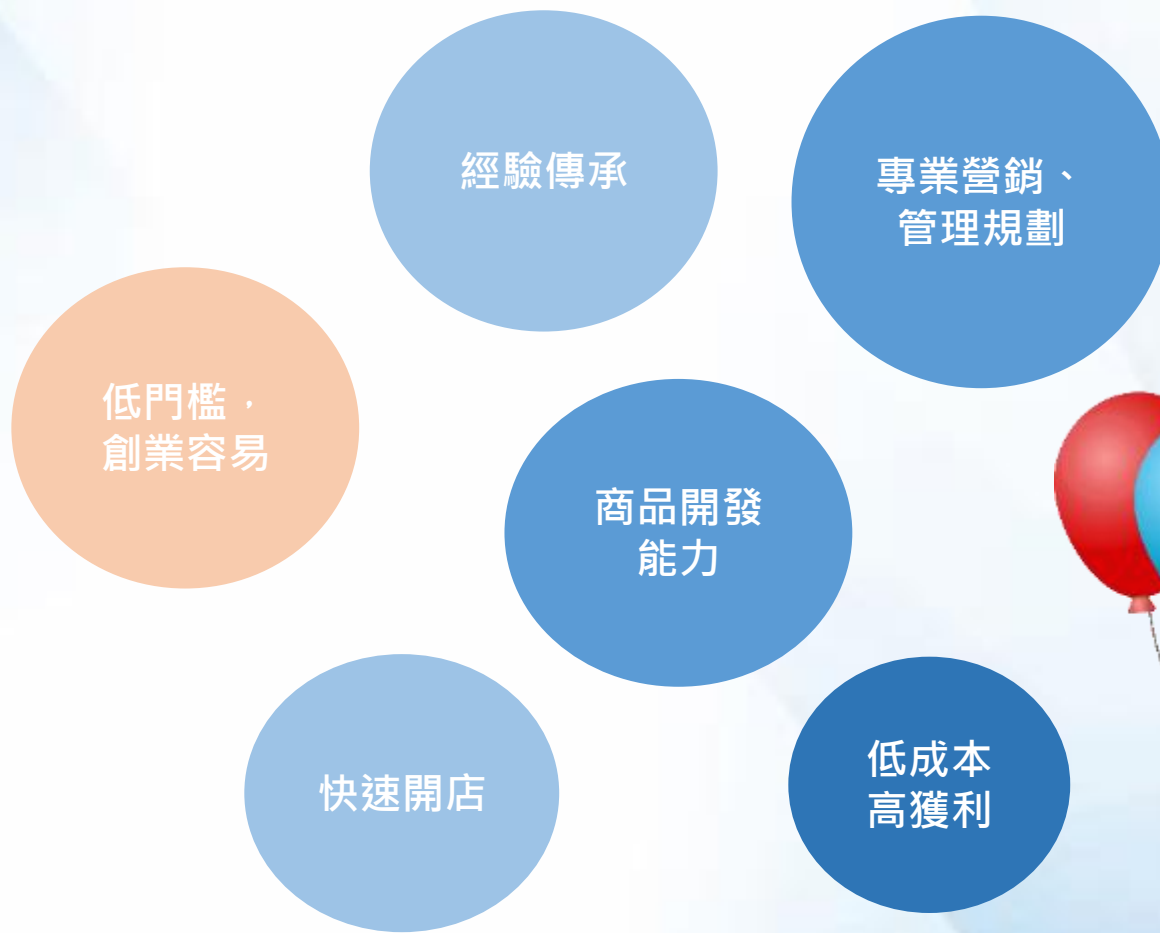 經驗傳承
專業營銷、
管理規劃
低門檻，
創業容易
商品開發
能力
快速開店
低成本
高獲利